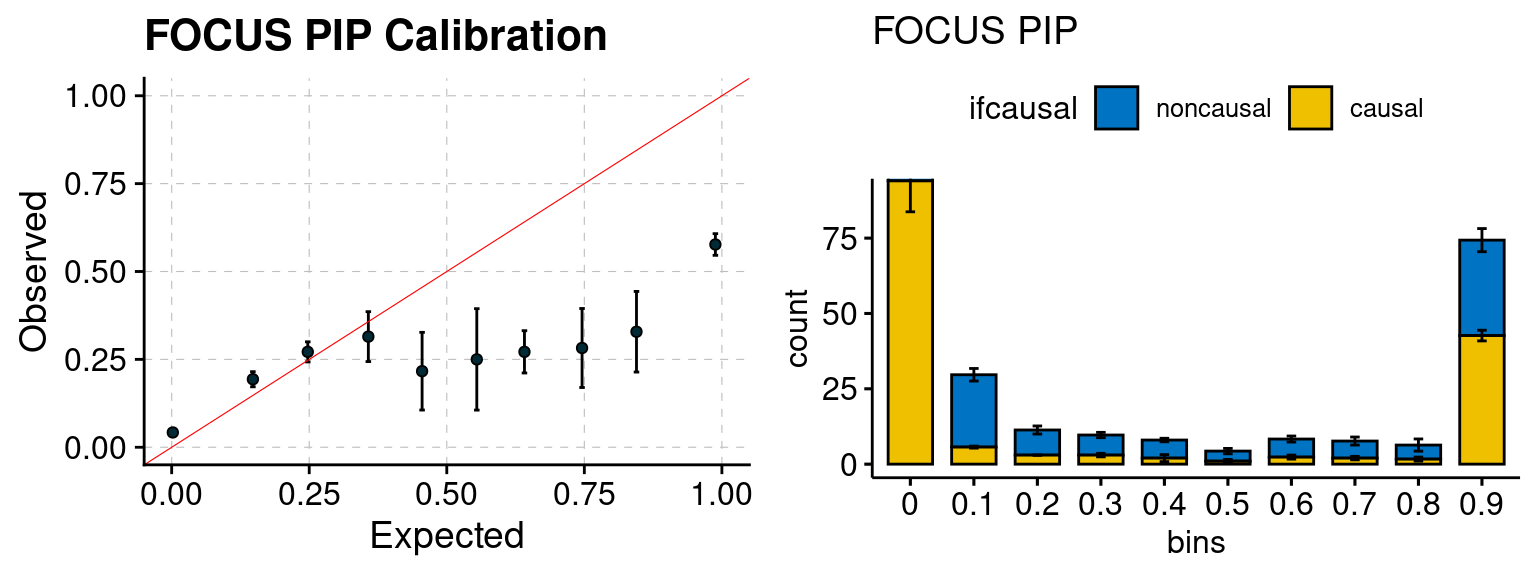 FOCUS PIP Calibration
1.00
0.75
0.50
0.25
0.00
Observed
0.00 0.25 0.50 0.75 1.00
Expected
FOCUS PIP
ifcausal noncausal causal
75
50
25
0
count
0 0.1 0.2 0.3 0.4 0.5 0.6 0.7 0.8 0.9
bins